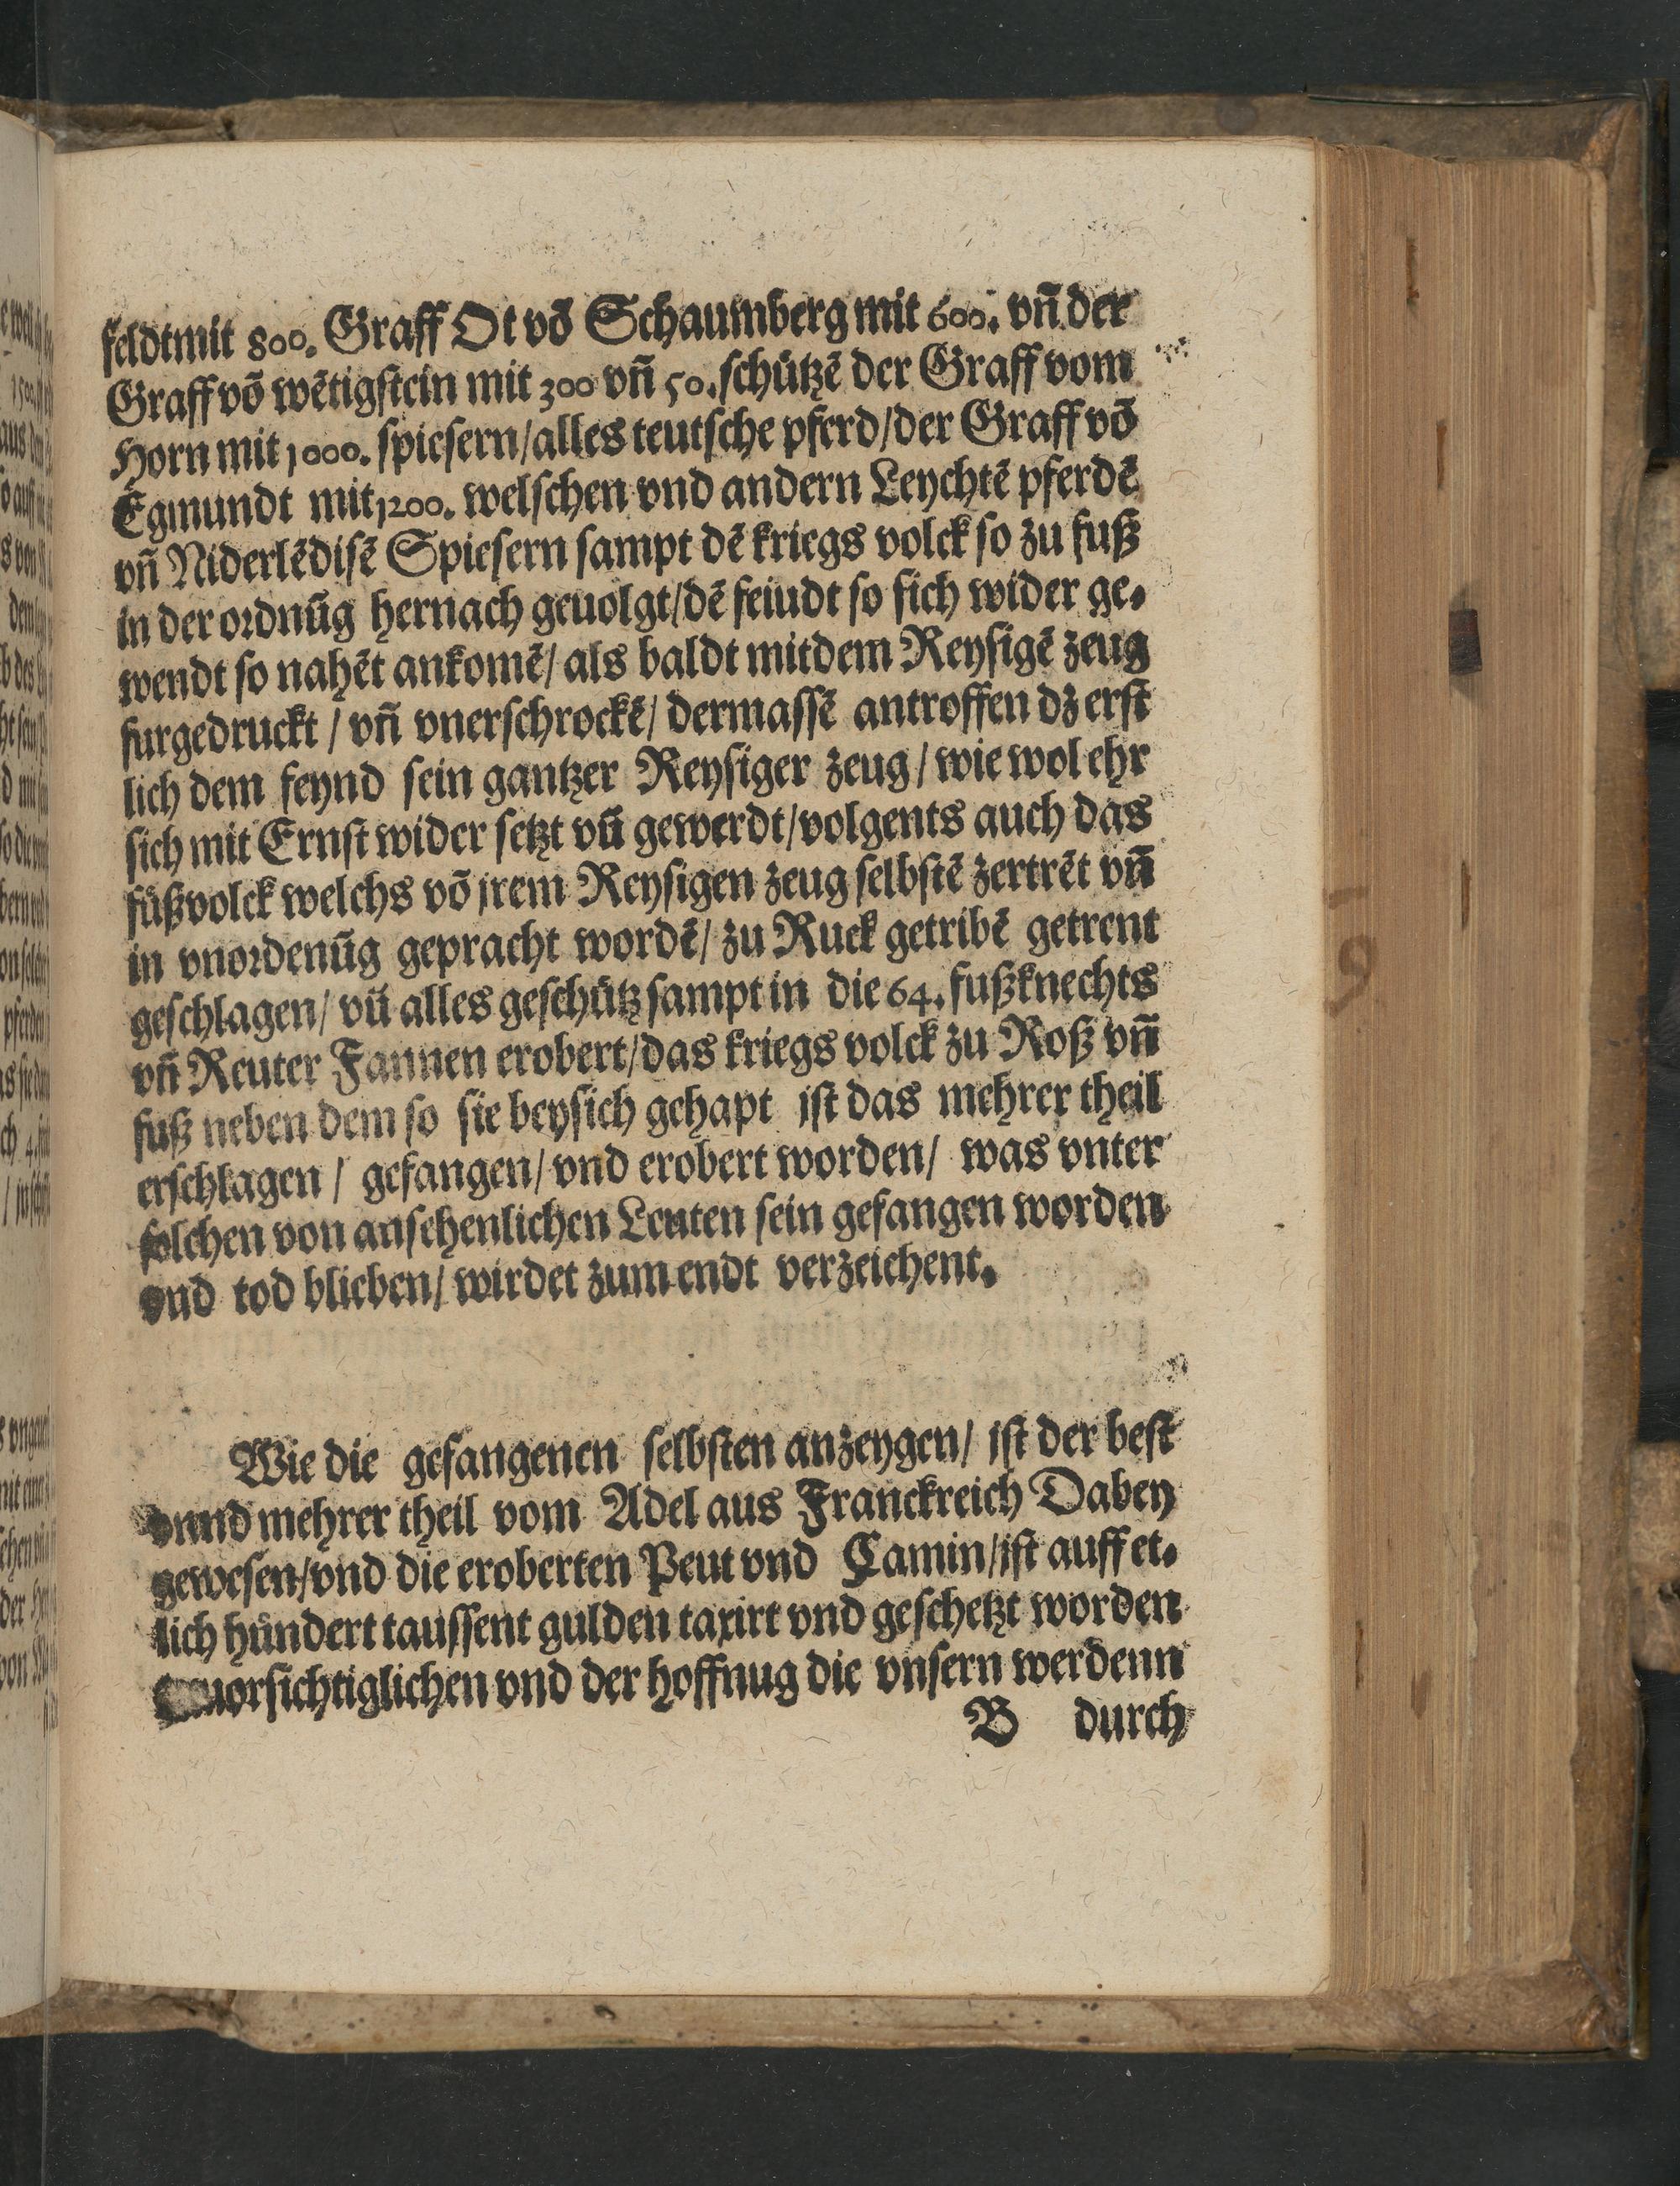 feldtmit 800. Graff Ot võ Schaumberg mit 600. vñ der
Graff võ wẽtigſtein mit 300 vñ 50. ſchützẽ der Graff vom
Horn mit 1000. ſpieſern/alles teutſche pferd/der Graff võ
Egmundt mit 1200. welſchen vnd andern Leychtẽ pferdẽ
vñ Niderlẽdiſẽ Spieſern ſampt dẽ kriegs volck ſo zu fuß
in der ordnũg hernach geuolgt/dẽ feiudt ſo ſich wider ge⸗
wendt ſo nahẽt ankomẽ/ als baldt mitdem Reyſigẽ zeug
furgedruckt / vñ vnerſchrockẽ/ dermaſſẽ antroffen dz erſt
lich dem feynd ſein gantzer Reyſiger zeug/ wie wol ehr
ſich mit Ernſt wider ſetzt vñ gewerdt/volgents auch das
fůßvolck welchs võ jrem Reyſigen zeug ſelbſtẽ zertrẽt vñ
in vnordenũg gepracht wordẽ/ zu Ruck getribẽ getrent
geſchlagen/ vñ alles geſchütz ſampt in die 64. fußknechts
vñ Reuter Fannen erobert/das kriegs volck zu Roß vñ
fuß neben dem ſo ſie beyſich gehapt iſt das mehrer theil
erſchlagen / gefangen/ vnd erobert worden/ was vnter
ſolchen von anſehenlichen Leuten ſein gefangen worden
vnd tod blieben/ wirdet zum endt verzeichent.
Wie die gefangenen ſelbſten anzeygen/ jſt der beſt
vnnd mehrer theil vom Adel aus Franckreich Dabey
geweſen/vnd die eroberten Peut vnd Camin/jſt auff et⸗
lich hůndert tauſſent gulden taxirt vnd geſchetzt worden
vnd der hoffnug die vnſern werdenn
B durch